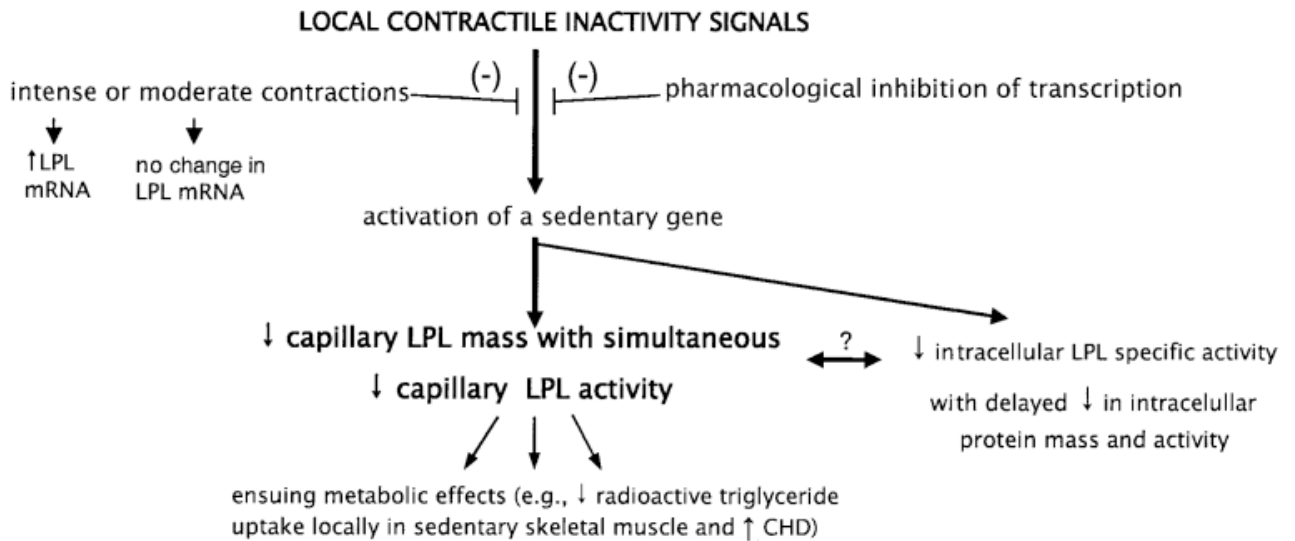 LOCAL CONTRACTILE INACTIVITY SIGNALS
(-) (-)
intense or moderate contractions
pharmacological inhibition of transcription
↑LPL
mRNA
no change in
LPL mRNA
activation of a sedentary gene
↓ capillary LPL mass with simultaneous
↓ capillary LPL activity
?
↓ intracellular LPL specific activity
with delayed ↓ in intracelullar
protein mass and activity
ensuing metabolic effects (e.g., ↓ radioactive triglyceride
uptake locally in sedentary skeletal muscle and ↑ CHD)